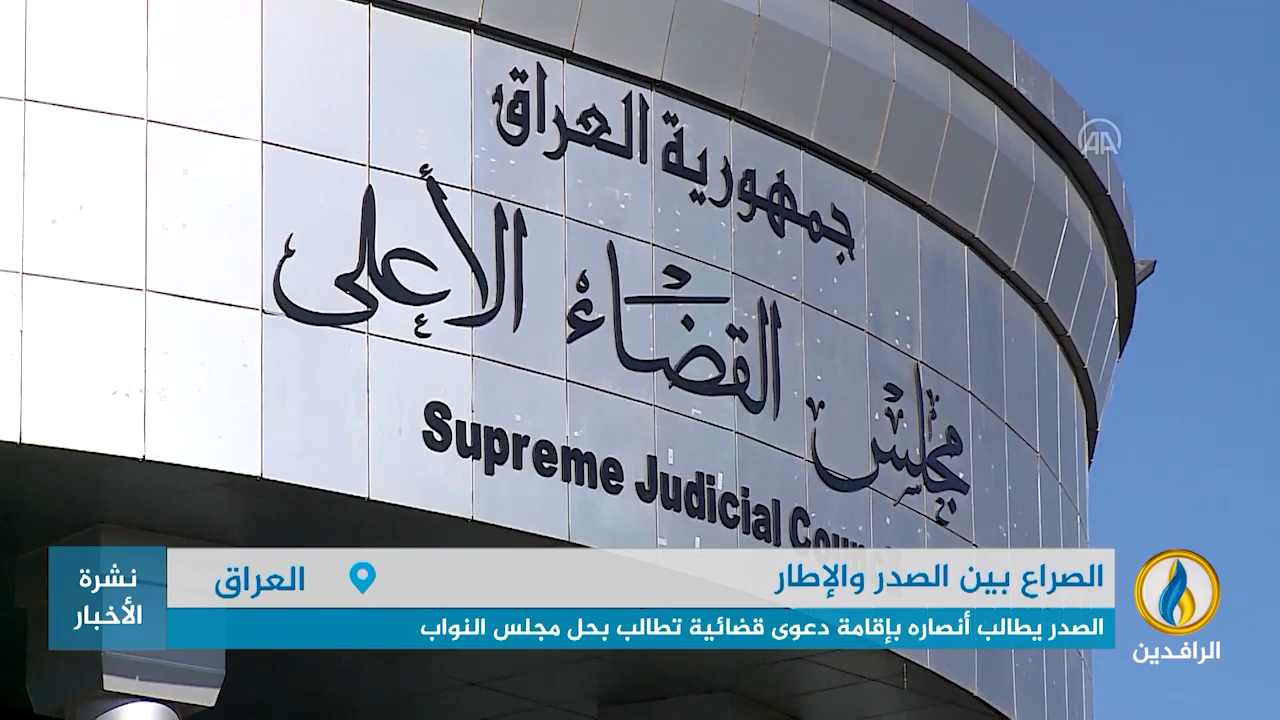 جمهورية العراق
مجلس القضاء الأعلى
Supreme Judicial
AA
الصراع بين الصدر والإطار
العراق
الصدر يطالب أنصاره بإقامة دعوى قضائية تطالب بحل مجلس النواب
نشرة
الأخبار
الرافدين